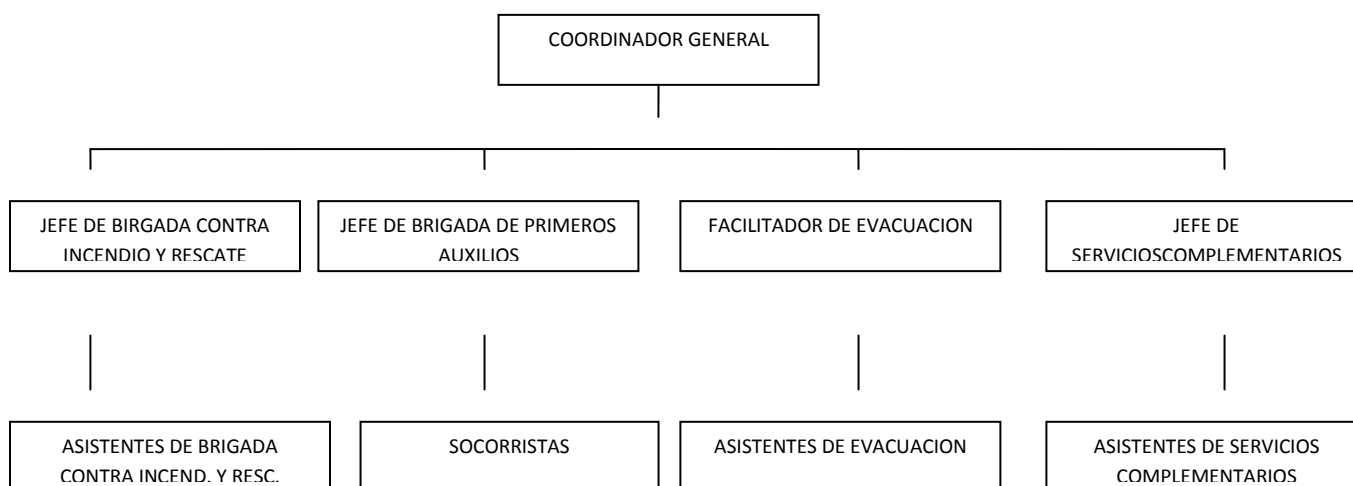 COORDINADOR GENERAL
JEFE DE BIRGADA CONTRA
INCENDIO Y RESCATE
JEFE DE BRIGADA DE PRIMEROS
AUXILIOS
FACILITADOR DE EVACUACION
JEFE DE
SERVICIOSCOMPLEMENTARIOS
ASISTENTES DE BRIGADA
CONTRA INCEND. Y RESC.
SOCORRISTAS
ASISTENTES DE EVACUACION
ASISTENTES DE SERVICIOS
COMPLEMENTARIOS